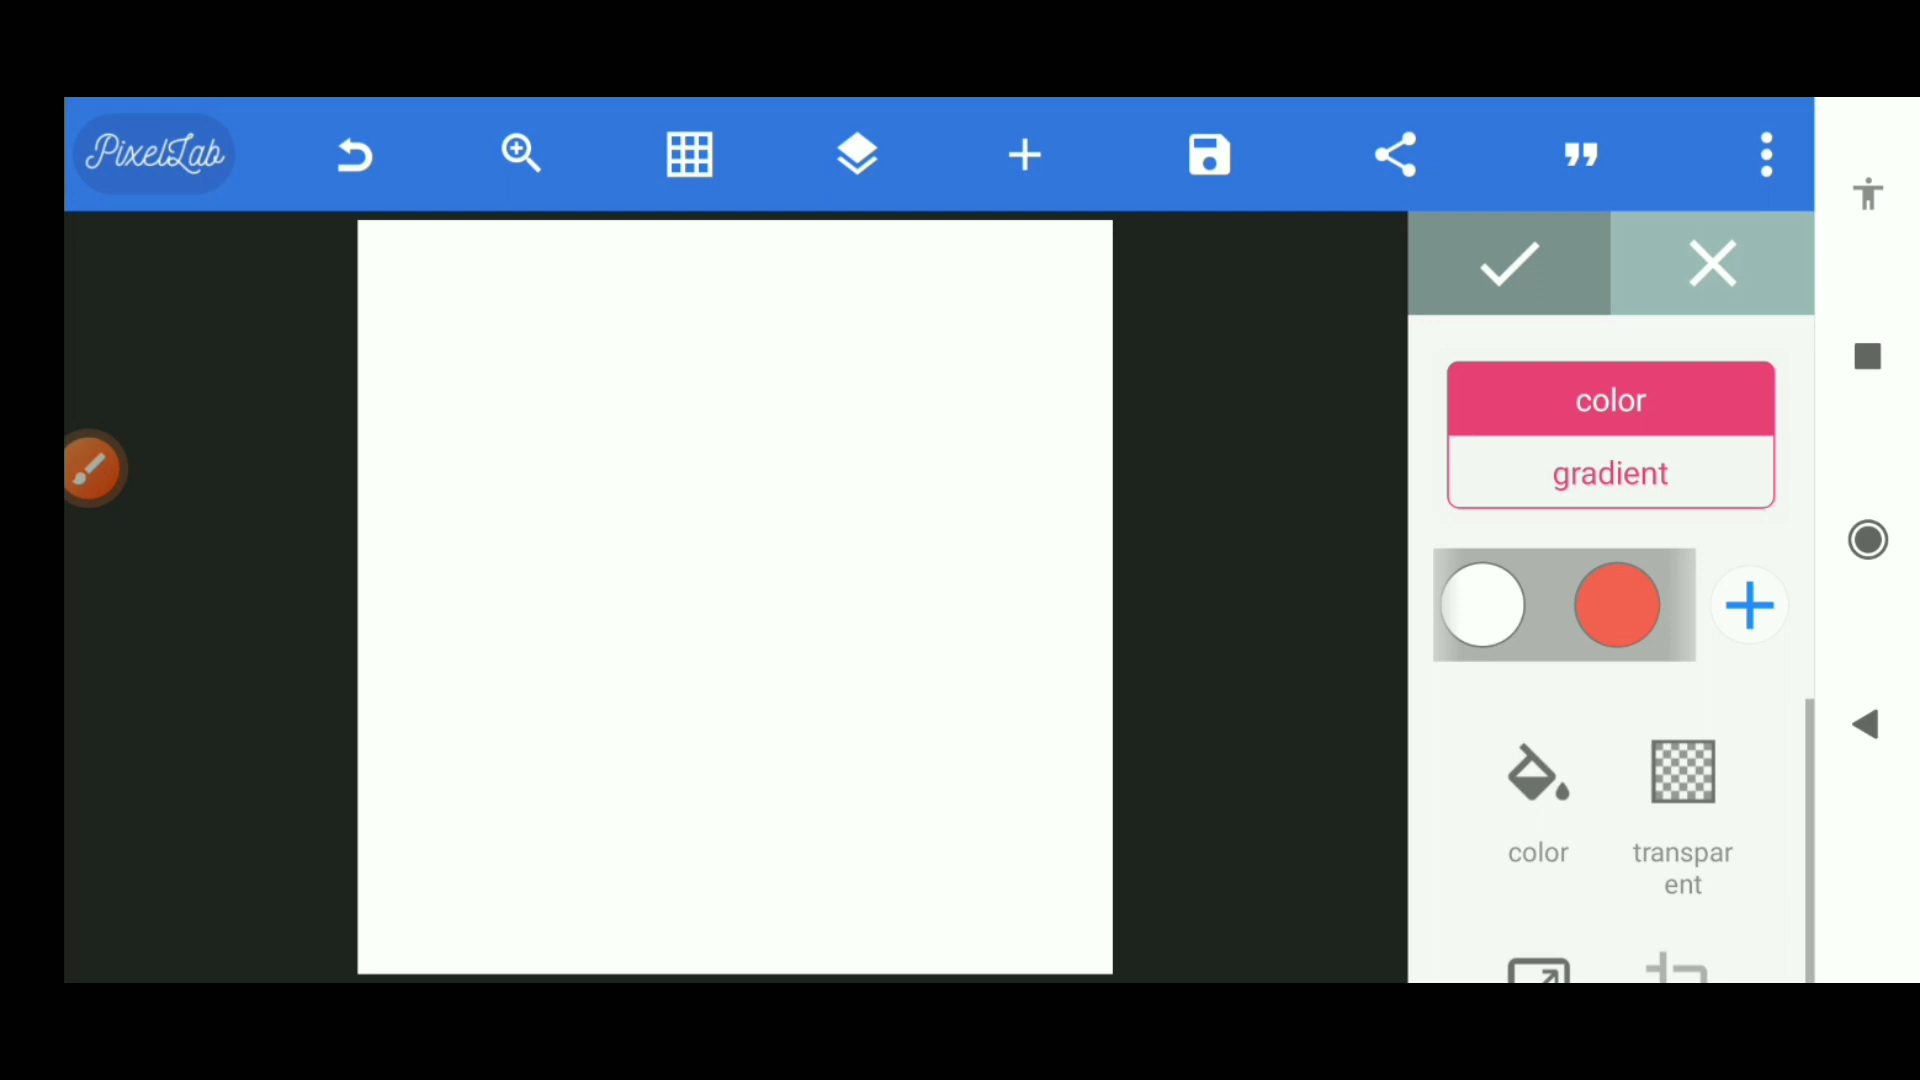 PixelLab
color
gradient
color
transpar
ent